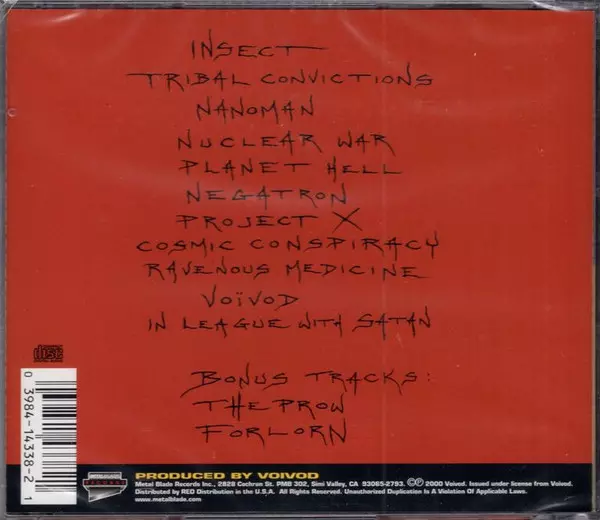 INSECT
TRIBAL CONVICTIONS
NANOMAN
NUCLEAR WAR
PLANET HELL
NEGATRON
PROJECT X
COSMIC CONSPIRACY
RAVENOUS MEDICINE
VOÏVOD
IN LEAGUE WITH SATAN
BONUS TRACKS:
THE PROW
FORLORN
disc
0 3984-14338-2 1
METAL BLADE RECORDS
PRODUCED BY VOIVOD
Metal Blade Records Inc., 2828 Cochran St. PMB 302, Simi Valley, CA 93065-2793. ©℗ 2000 Voivod. Issued under license from Voivod.
Distributed by RED Distribution in the U.S.A. All Rights Reserved. Unauthorized Duplication Is A Violation Of Applicable Laws.
www.metalblade.com